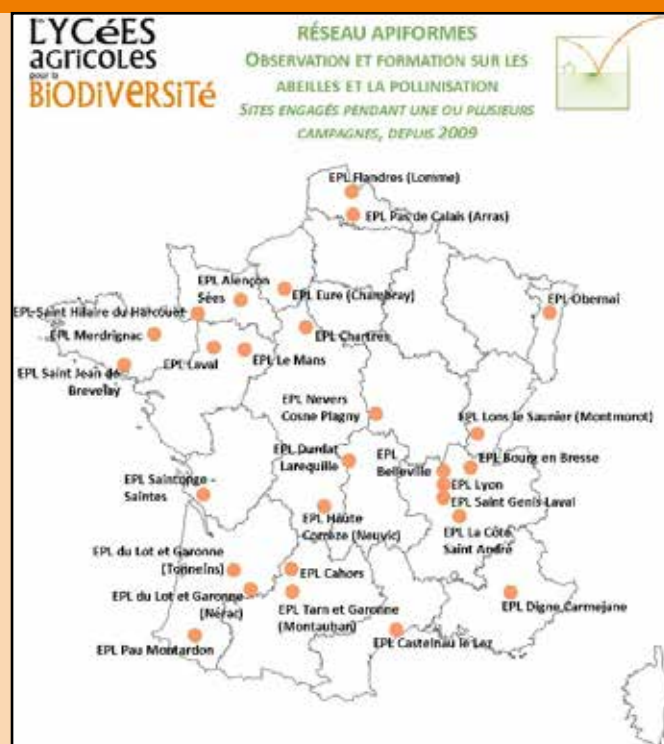 LYCéES
agricoles
pour la
BiODiVERSiTé
RÉSEAU APIFORMES
OBSERVATION ET FORMATION SUR LES
ABEILLES ET LA POLLINISATION
SITES ENGAGÉS PENDANT UNE OU PLUSIEURS
CAMPAGNES, DEPUIS 2009
EPL Flandres (Lomme)
EPL Pas de Calais (Arras)
EPL Alençon
Sées
EPL Eure (Chambray)
EPL Obernai
EPL Saint Hilaire du Harcouet
EPL Merdrignac
EPL Chartres
EPL Laval
EPL Le Mans
EPL Saint Jean de
Brevelay
EPL Nevers
Cosne Plagny
EPL Lons le Saunier (Montmorot)
EPL Durdat
Larequille
EPL
Belleville
EPL Bourg en Bresse
EPL Lyon
EPL Saint Genis Laval
EPL Saintonge -
Saintes
EPL Haute
Corrèze (Neuvic)
EPL La Côte
Saint André
EPL du Lot et Garonne
(Tonneins)
EPL Cahors
EPL du Lot et Garonne
(Nérac)
EPL Tarn et Garonne
(Montauban)
EPL Digne Carmejane
EPL Pau Montardon
EPL Castelnau le Lez